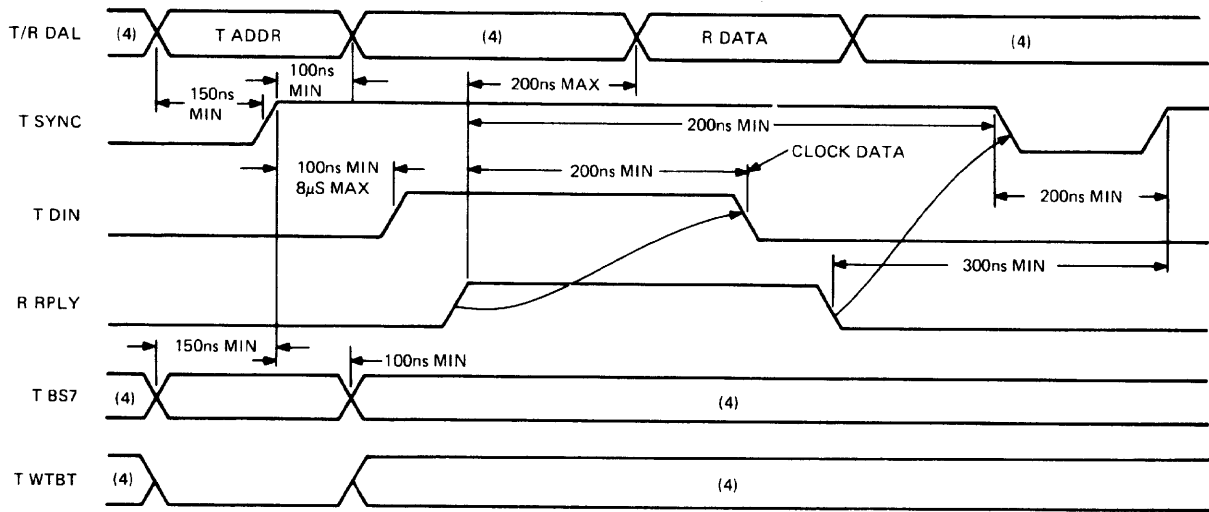 T/R DAL (4) T ADDR (4) R DATA (4)
100ns MIN
200ns MAX
150ns MIN
T SYNC
200ns MIN
CLOCK DATA
100ns MIN
8μS MAX
200ns MIN
200ns MIN
T DIN
300ns MIN
R RPLY
150ns MIN
100ns MIN
T BS7 (4) (4)
T WTBT (4) (4)